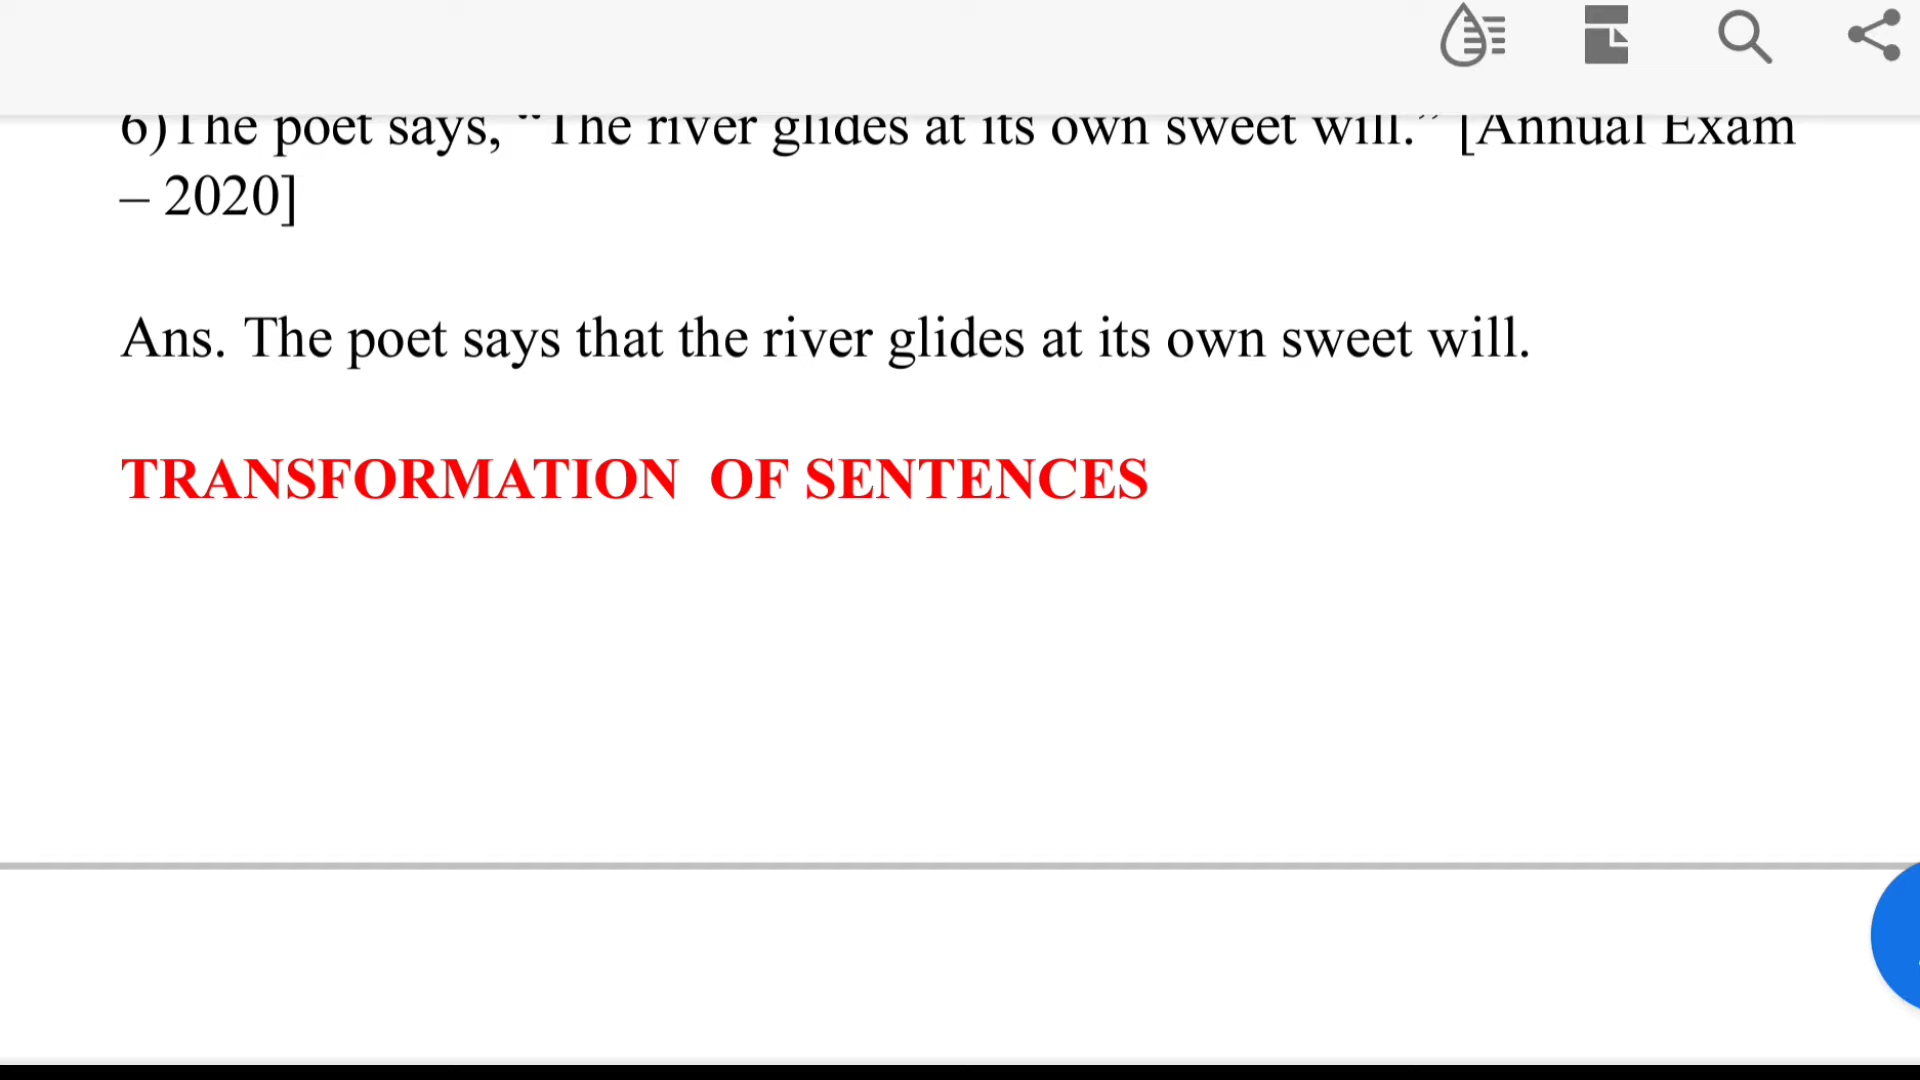 6)The poet says, “The river glides at its own sweet will.” [Annual Exam
– 2020]
Ans. The poet says that the river glides at its own sweet will.
TRANSFORMATION  OF SENTENCES